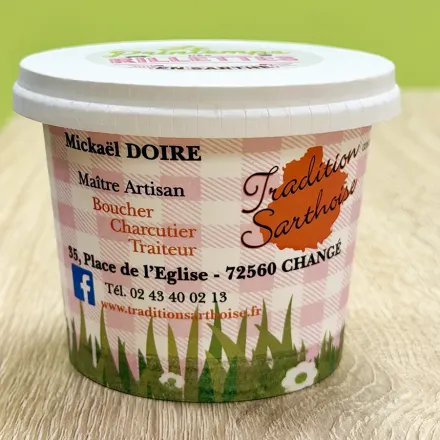 Printemps
RILLETTES
EN SARTHE
Mickaël DOIRE
Maître Artisan
Boucher
Charcutier
Traiteur
Tradition
Sarthoise
35, Place de l'Eglise - 72560 CHANGÉ
Tél. 02 43 40 02 13
www.traditionsarthoise.fr